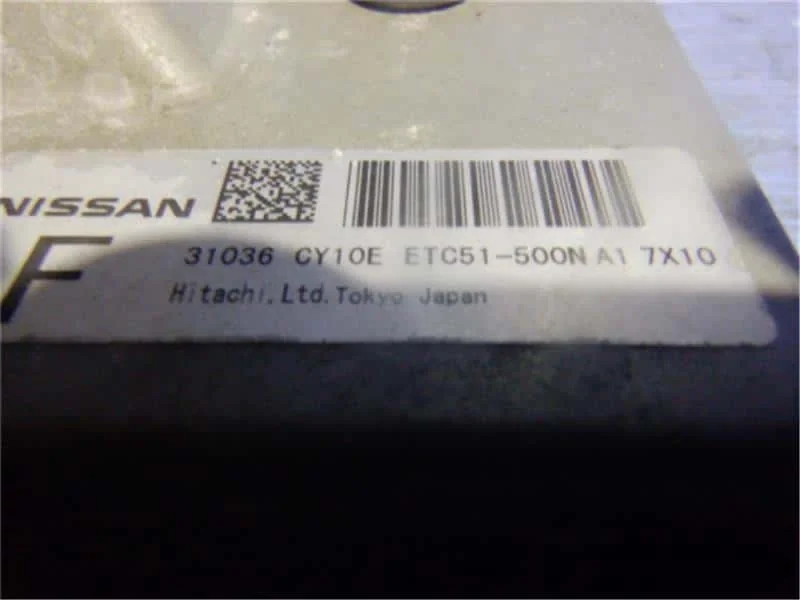 NISSAN
F
31036 CY10E ETC51-500N A1 7X10
Hitachi,Ltd.Tokyo Japan